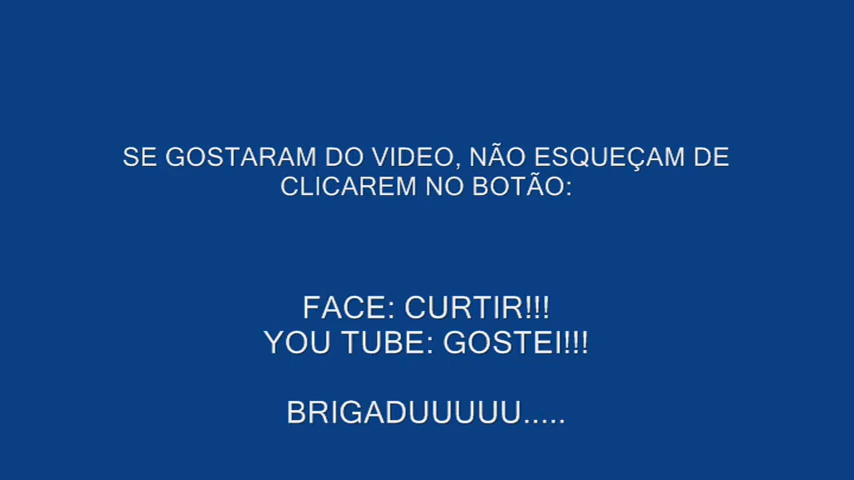 SE GOSTARAM DO VIDEO, NÃO ESQUEÇAM DE
CLICAREM NO BOTÃO:
FACE: CURTIR!!!
YOU TUBE: GOSTEI!!!
BRIGADUUUUU.....